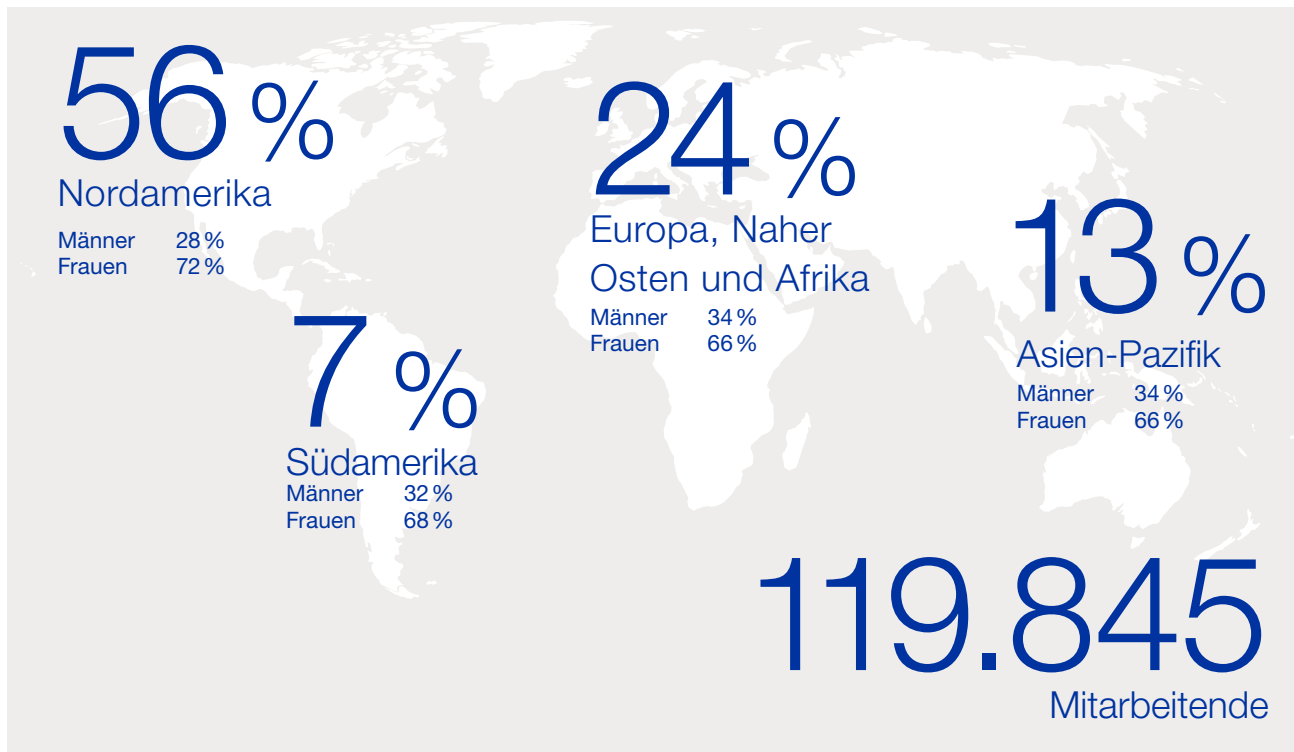 56 %
Nordamerika
Männer 28 %
Frauen 72 %
7 %
Südamerika
Männer 32 %
Frauen 68 %
24 %
Europa, Naher
Osten und Afrika
Männer 34 %
Frauen 66 %
13 %
Asien-Pazifik
Männer 34 %
Frauen 66 %
119.845
Mitarbeitende